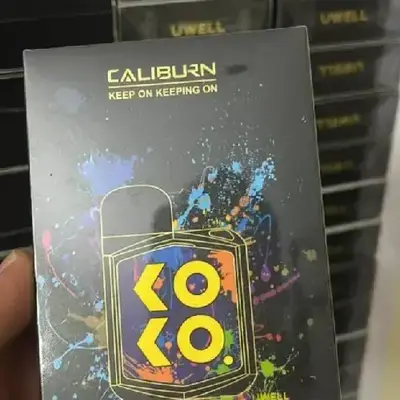 UWELL
CALIBURN
KEEP ON KEEPING ON
KO
KO.
UWELL